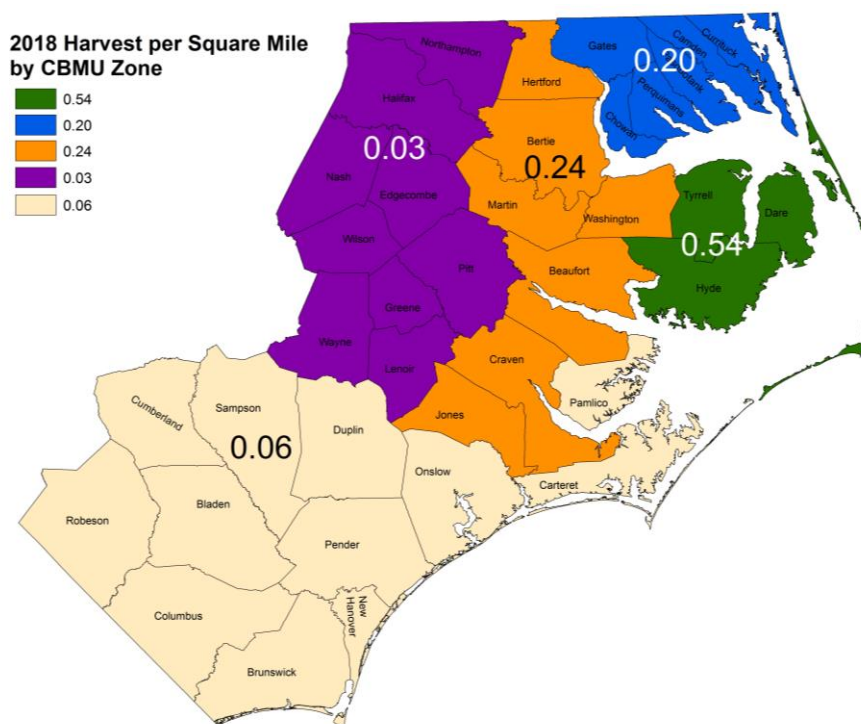 2018 Harvest per Square Mile
by CBMU Zone
0.54
0.20
0.24
0.03
0.06
Northampton
Halifax
Nash
Edgecombe
Wilson
Pitt
Greene
Wayne
Lenoir
0.03
Hertford
Bertie
0.24
Martin
Washington
Beaufort
Craven
Jones
Gates
Camden
Currituck
0.20
Perquimans
Chowan
Tyrrell
Dare
0.54
Hyde
Pamlico
Carteret
Cumberland
Sampson
Duplin
0.06
Onslow
Robeson
Bladen
Pender
Columbus
New
Hanover
Brunswick